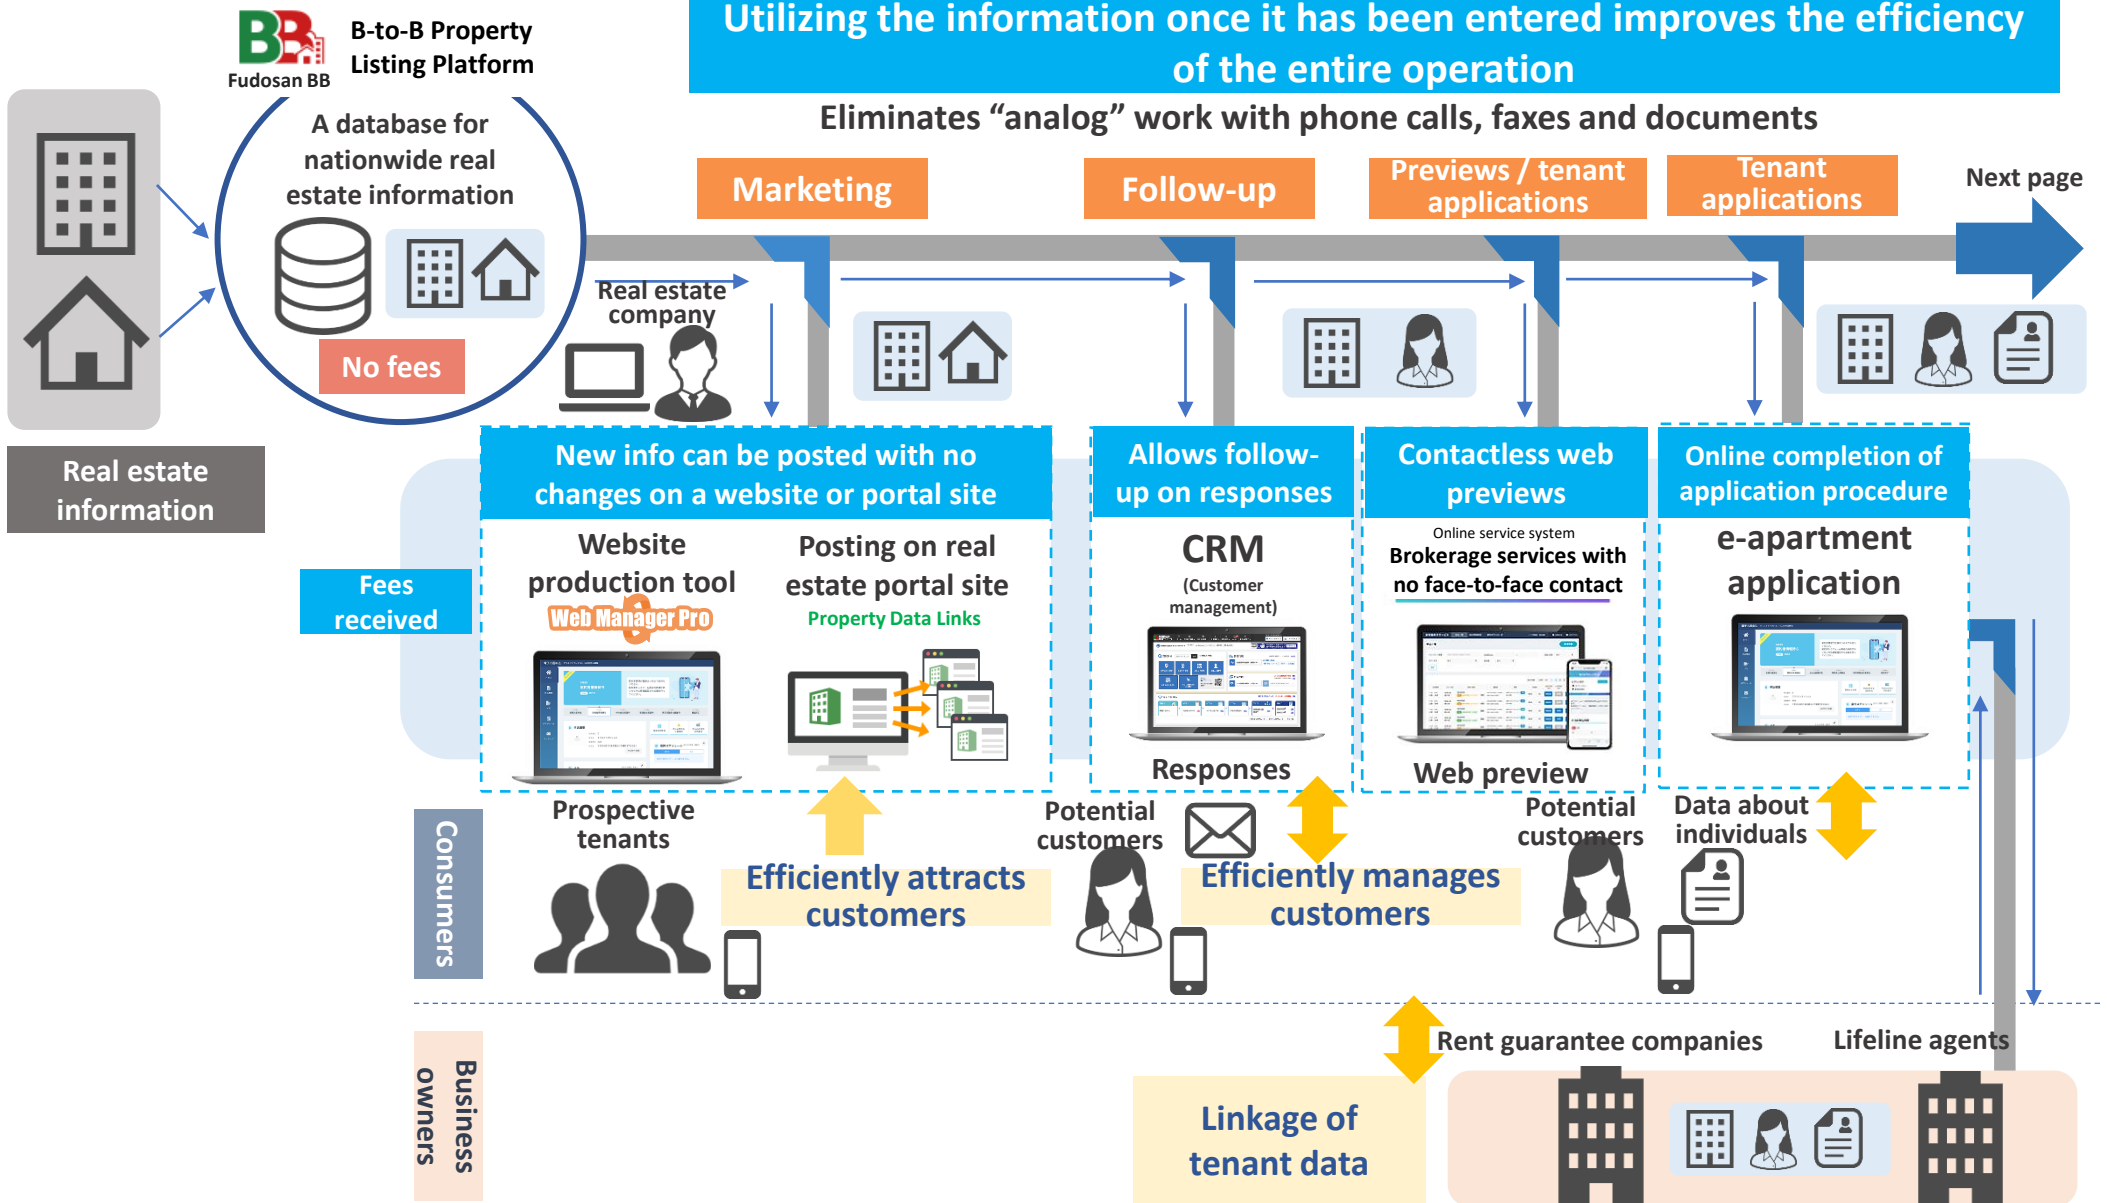 Utilizing the information once it has been entered improves the efficiency
of the entire operation
BB
Fudosan BB
B-to-B Property
Listing Platform
Eliminates “analog” work with phone calls, faxes and documents
A database for
nationwide real
estate information
No fees
Real estate
information
Marketing
Follow-up
Previews / tenant
applications
Tenant
applications
Next page
Real estate
company
New info can be posted with no
changes on a website or portal site
Allows follow-
up on responses
Contactless web
previews
Online completion of
application procedure
Fees
received
Website
production tool
Web Manager Pro
Posting on real
estate portal site
Property Data Links
CRM
(Customer
management)
Responses
Online service system
Brokerage services with
no face-to-face contact
Web preview
e-apartment
application
Consumers
Prospective
tenants
Efficiently attracts
customers
Potential
customers
Efficiently manages
customers
Potential
customers
Data about
individuals
Business
owners
Linkage of
tenant data
Rent guarantee companies
Lifeline agents